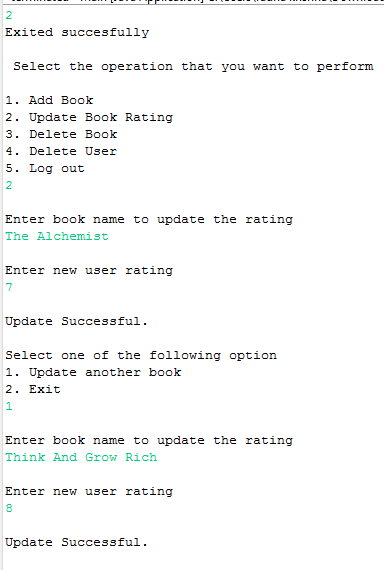 2
Exited succesfully
Select the operation that you want to perform
1. Add Book
2. Update Book Rating
3. Delete Book
4. Delete User
5. Log out
2
Enter book name to update the rating
The Alchemist
Enter new user rating
7
Update Successful.
Select one of the following option
1. Update another book
2. Exit
1
Enter book name to update the rating
Think And Grow Rich
Enter new user rating
8
Update Successful.